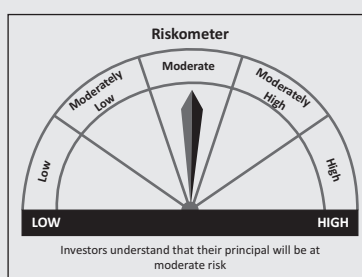 Riskometer
Moderate
Moderately
Low
Moderately
High
Low
High
LOW
HIGH
Investors understand that their principal will be at
moderate risk